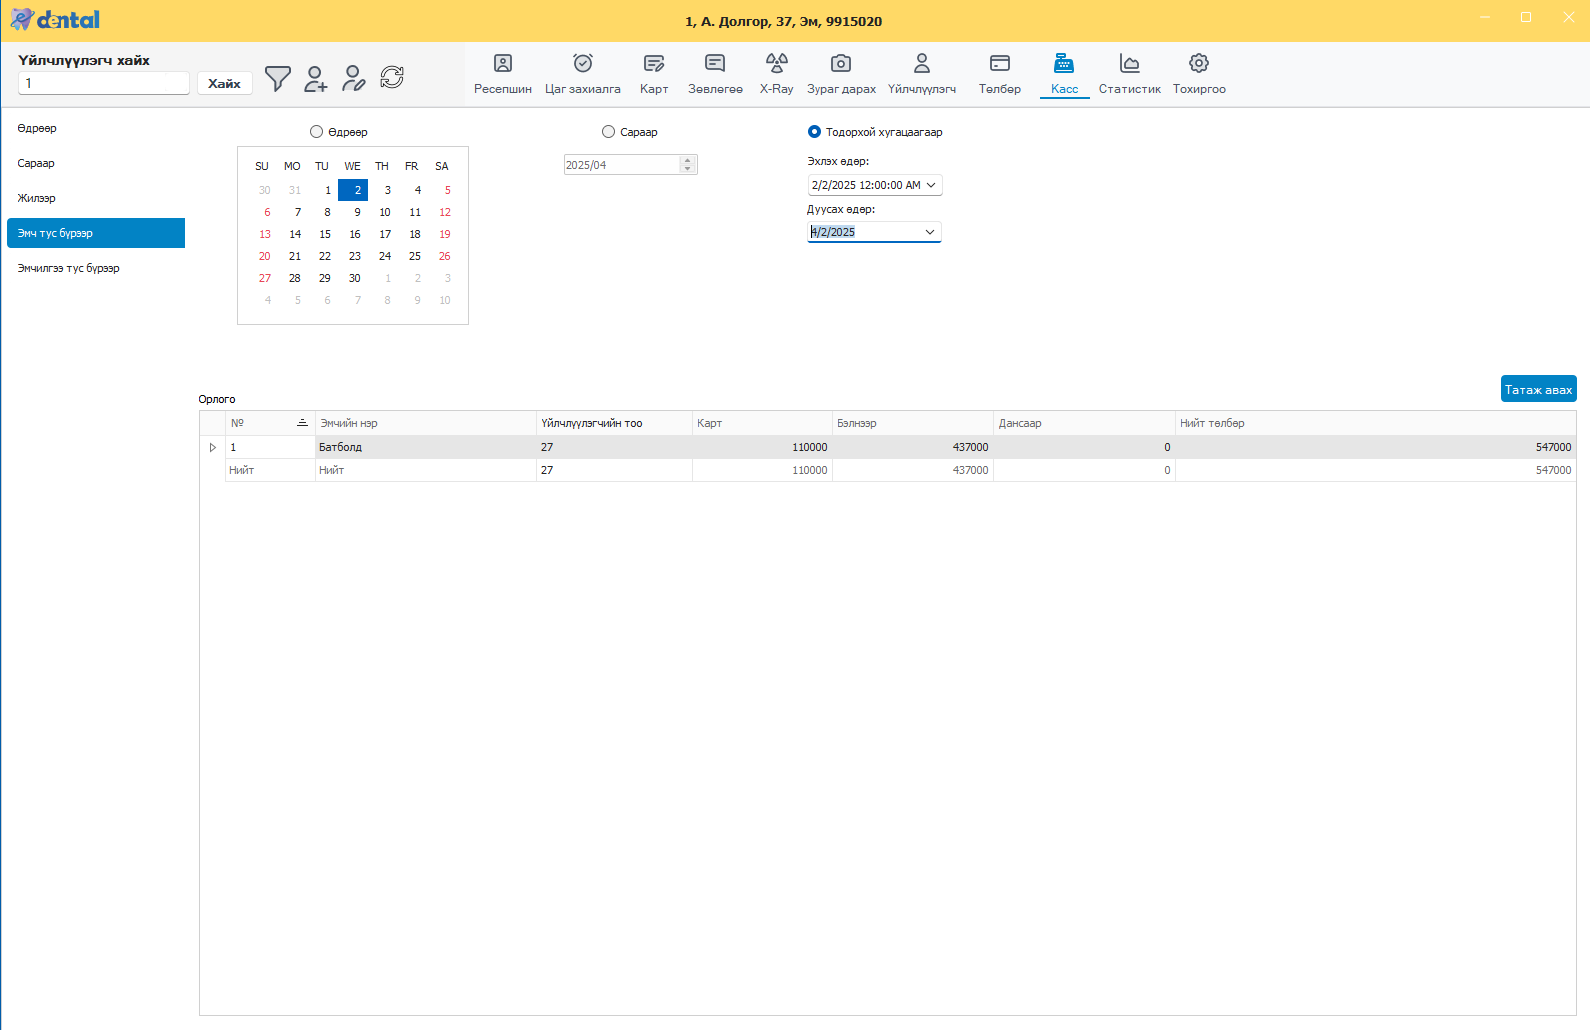 e dental
1, А. Долгор, 37, Эм, 9915020
Үйлчлүүлэгч хайх
1
Хайх
Ресепшин
Цаг захиалга
Карт
Зөвлөгөө
X-Ray
Зураг дарах
Үйлчлүүлэгч
Төлбөр
Касс
Статистик
Тохиргоо
Өдрөөр
Сараар
Жилээр
Эмч тус бүрээр
Эмчилгээ тус бүрээр
Өдрөөр
SU MO TU WE TH FR SA
30 31 1 2 3 4 5
6 7 8 9 10 11 12
13 14 15 16 17 18 19
20 21 22 23 24 25 26
27 28 29 30 1 2 3
4 5 6 7 8 9 10
Сараар
2025/04
Тодорхой хугацаагаар
Эхлэх өдөр:
2/2/2025 12:00:00 AM
Дуусах өдөр:
4/2/2025
Татаж авах
Орлого
№ Эмчийн нэр Үйлчлүүлэгчийн тоо Карт Бэлнээр Дансаар Нийт төлбөр
1 Батболд 27 110000 437000 0 547000
Нийт Нийт 27 110000 437000 0 547000